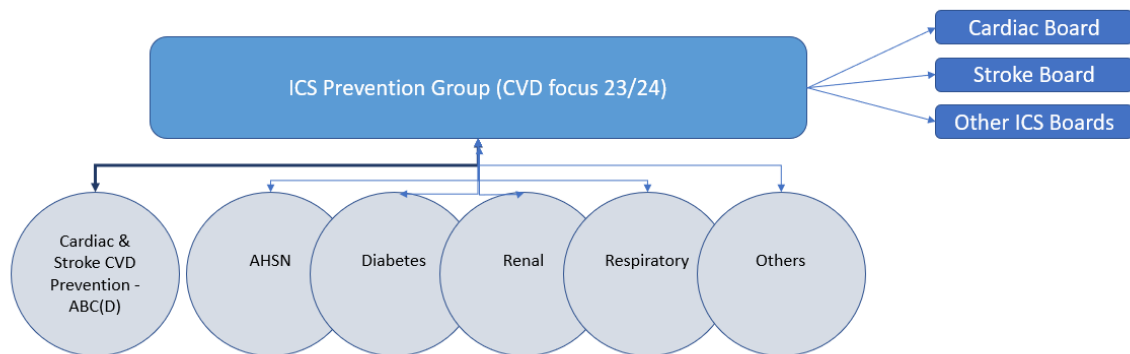 Cardiac Board
ICS Prevention Group (CVD focus 23/24)
Stroke Board
Other ICS Boards
Cardiac &
Stroke CVD
Prevention -
ABC(D)
AHSN
Diabetes
Renal
Respiratory
Others